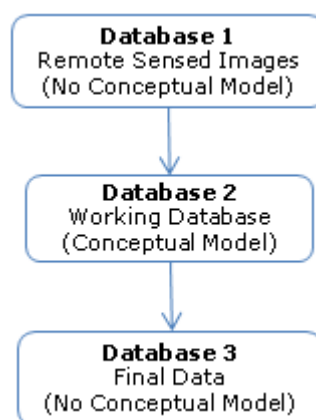 Database 1
Remote Sensed Images
(No Conceptual Model)
Database 2
Working Database
(Conceptual Model)
Database 3
Final Data
(No Conceptual Model)